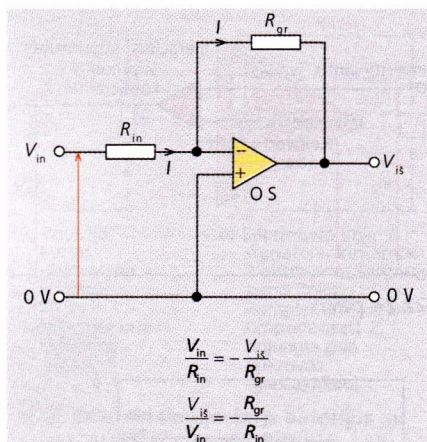 I
R_gr
V_in
R_in
I
V_iš
−
+
OS
0 V
0 V
V_in / R_in = − V_iš / R_gr
V_iš / V_in = − R_gr / R_in